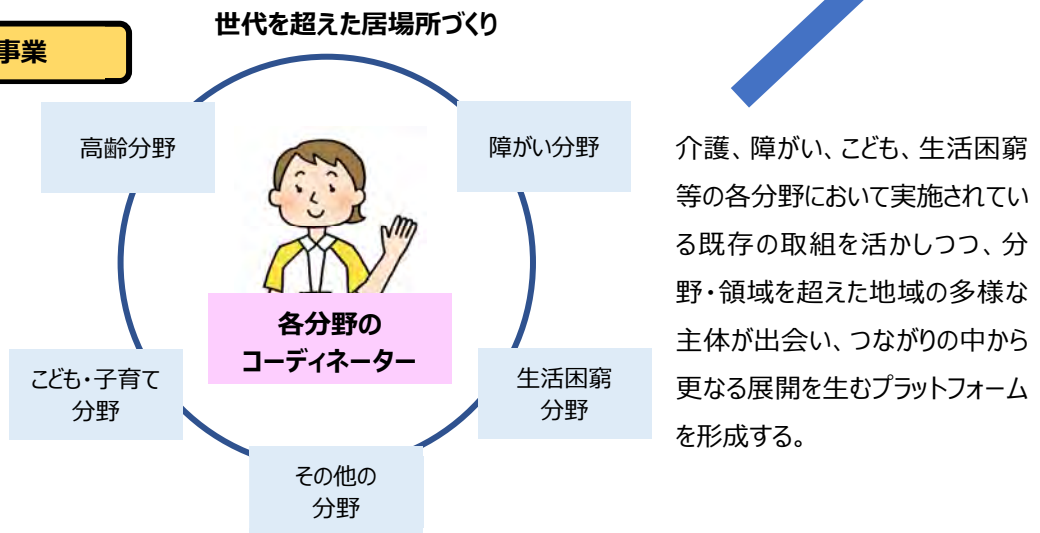 世代を超えた居場所づくり
事業
高齢分野
障がい分野
各分野の
コーディネーター
こども・子育て
分野
生活困窮
分野
その他の
分野
介護、障がい、こども、生活困窮
等の各分野において実施されてい
る既存の取組を活かしつつ、分
野・領域を超えた地域の多様な
主体が出会い、つながりの中から
更なる展開を生むプラットフォーム
を形成する。